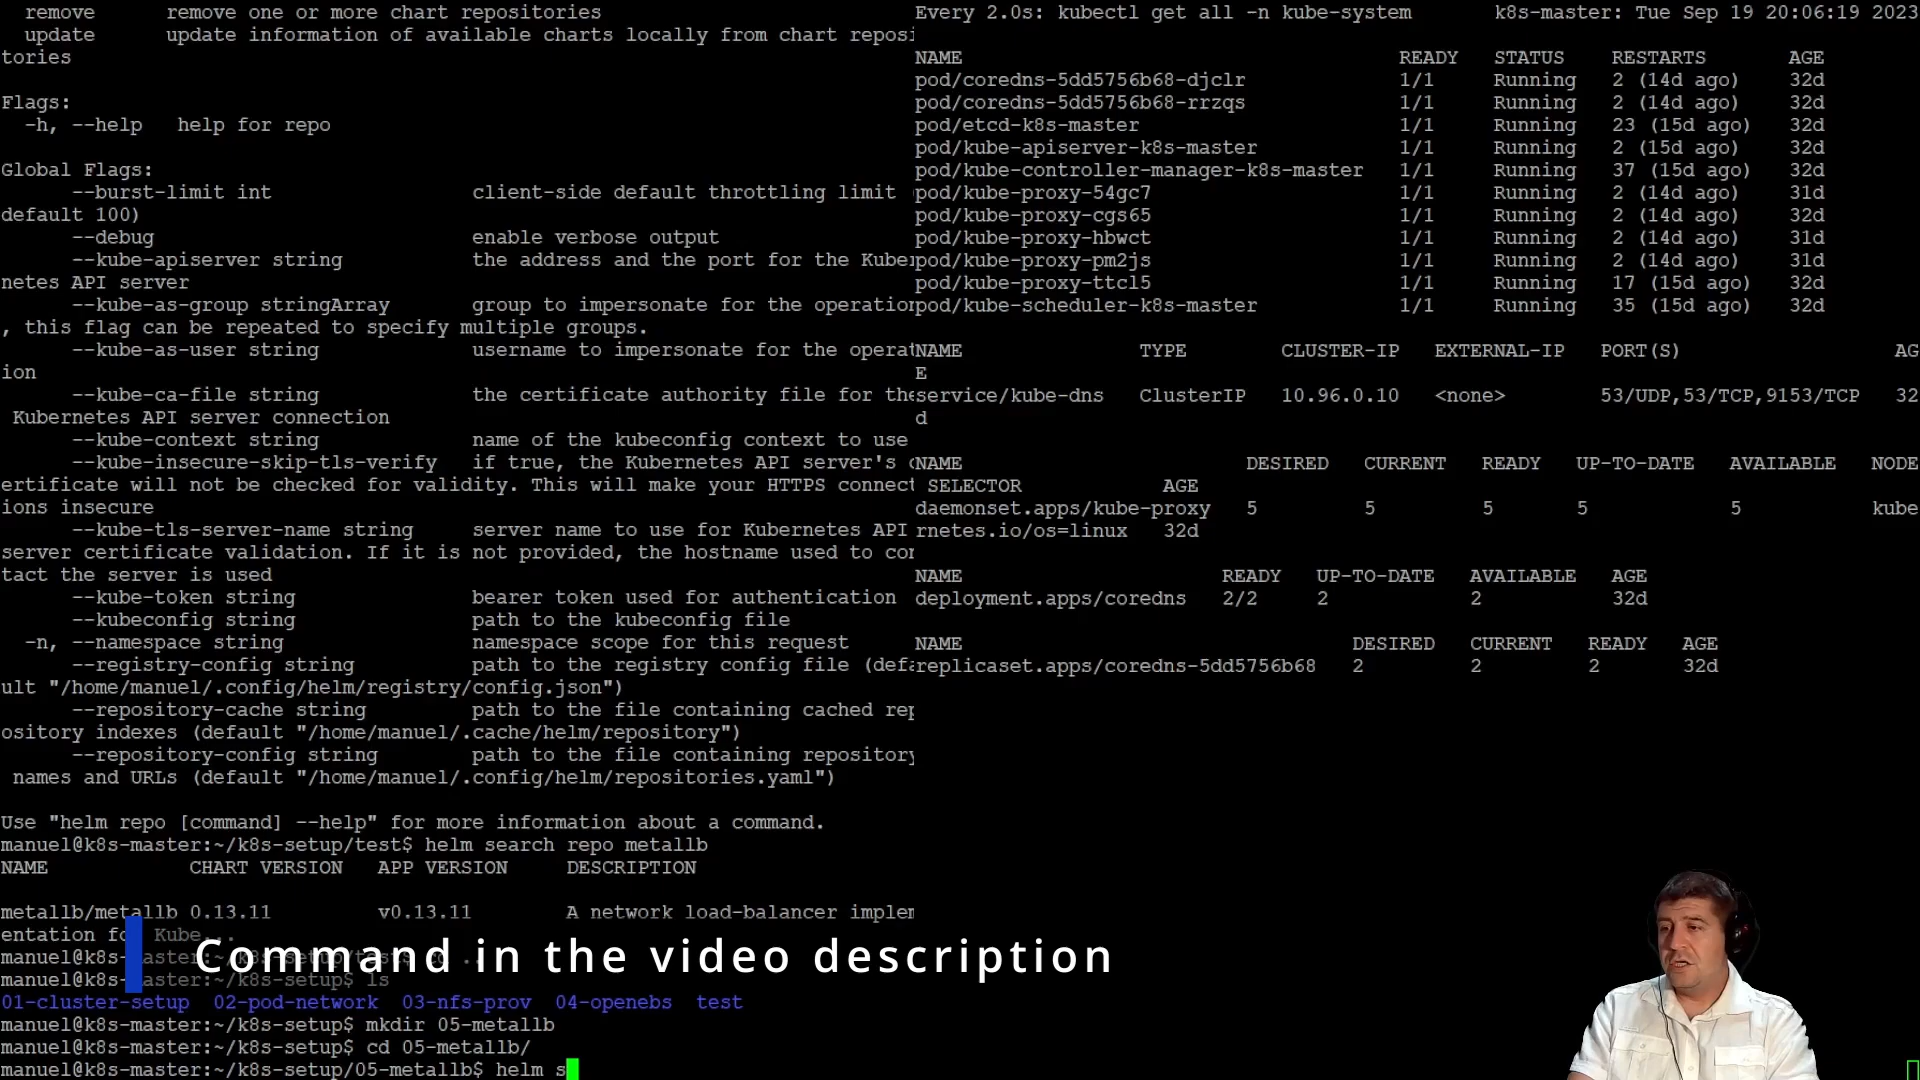 remove      remove one or more chart repositories
update      update information of available charts locally from chart reposi
tories
Flags:
-h, --help   help for repo
Global Flags:
--burst-limit int                 client-side default throttling limit
default 100)
--debug                           enable verbose output
--kube-apiserver string           the address and the port for the Kuber
netes API server
--kube-as-group stringArray       group to impersonate for the operation
, this flag can be repeated to specify multiple groups.
--kube-as-user string             username to impersonate for the operat
ion
--kube-ca-file string             the certificate authority file for the
Kubernetes API server connection
--kube-context string             name of the kubeconfig context to use
--kube-insecure-skip-tls-verify   if true, the Kubernetes API server's c
ertificate will not be checked for validity. This will make your HTTPS connect
ions insecure
--kube-tls-server-name string     server name to use for Kubernetes API
server certificate validation. If it is not provided, the hostname used to con
tact the server is used
--kube-token string               bearer token used for authentication
--kubeconfig string               path to the kubeconfig file
-n, --namespace string                namespace scope for this request
--registry-config string          path to the registry config file (defa
ult "/home/manuel/.config/helm/registry/config.json")
--repository-cache string         path to the file containing cached rep
ository indexes (default "/home/manuel/.cache/helm/repository")
--repository-config string        path to the file containing repository
names and URLs (default "/home/manuel/.config/helm/repositories.yaml")
Use "helm repo [command] --help" for more information about a command.
manuel@k8s-master:~/k8s-setup/test$ helm search repo metallb
NAME            CHART VERSION   APP VERSION     DESCRIPTION
metallb/metallb 0.13.11         v0.13.11        A network load-balancer implem
entation fo  Kube...
manuel@k8s-master:~/k8s-setup/test$ cd ..
manuel@k8s-master:~/k8s-setup$ ls
01-cluster-setup  02-pod-network  03-nfs-prov  04-openebs  test
manuel@k8s-master:~/k8s-setup$ mkdir 05-metallb
manuel@k8s-master:~/k8s-setup$ cd 05-metallb/
manuel@k8s-master:~/k8s-setup/05-metallb$ helm s
Every 2.0s: kubectl get all -n kube-system       k8s-master: Tue Sep 19 20:06:19 2023
NAME                                     READY   STATUS    RESTARTS       AGE
pod/coredns-5dd5756b68-djclr             1/1     Running   2 (14d ago)    32d
pod/coredns-5dd5756b68-rrzqs             1/1     Running   2 (14d ago)    32d
pod/etcd-k8s-master                      1/1     Running   23 (15d ago)   32d
pod/kube-apiserver-k8s-master            1/1     Running   2 (15d ago)    32d
pod/kube-controller-manager-k8s-master   1/1     Running   37 (15d ago)   32d
pod/kube-proxy-54gc7                     1/1     Running   2 (14d ago)    31d
pod/kube-proxy-cgs65                     1/1     Running   2 (14d ago)    32d
pod/kube-proxy-hbwct                     1/1     Running   2 (14d ago)    31d
pod/kube-proxy-pm2js                     1/1     Running   2 (14d ago)    31d
pod/kube-proxy-ttcl5                     1/1     Running   17 (15d ago)   32d
pod/kube-scheduler-k8s-master            1/1     Running   35 (15d ago)   32d
NAME               TYPE        CLUSTER-IP   EXTERNAL-IP   PORT(S)                  AG
E
service/kube-dns   ClusterIP   10.96.0.10   <none>        53/UDP,53/TCP,9153/TCP   32
d
NAME                        DESIRED   CURRENT   READY   UP-TO-DATE   AVAILABLE   NODE
SELECTOR            AGE
daemonset.apps/kube-proxy   5         5         5       5            5           kube
rnetes.io/os=linux   32d
NAME                      READY   UP-TO-DATE   AVAILABLE   AGE
deployment.apps/coredns   2/2     2            2           32d
NAME                                 DESIRED   CURRENT   READY   AGE
replicaset.apps/coredns-5dd5756b68   2         2         2       32d
Command in the video description